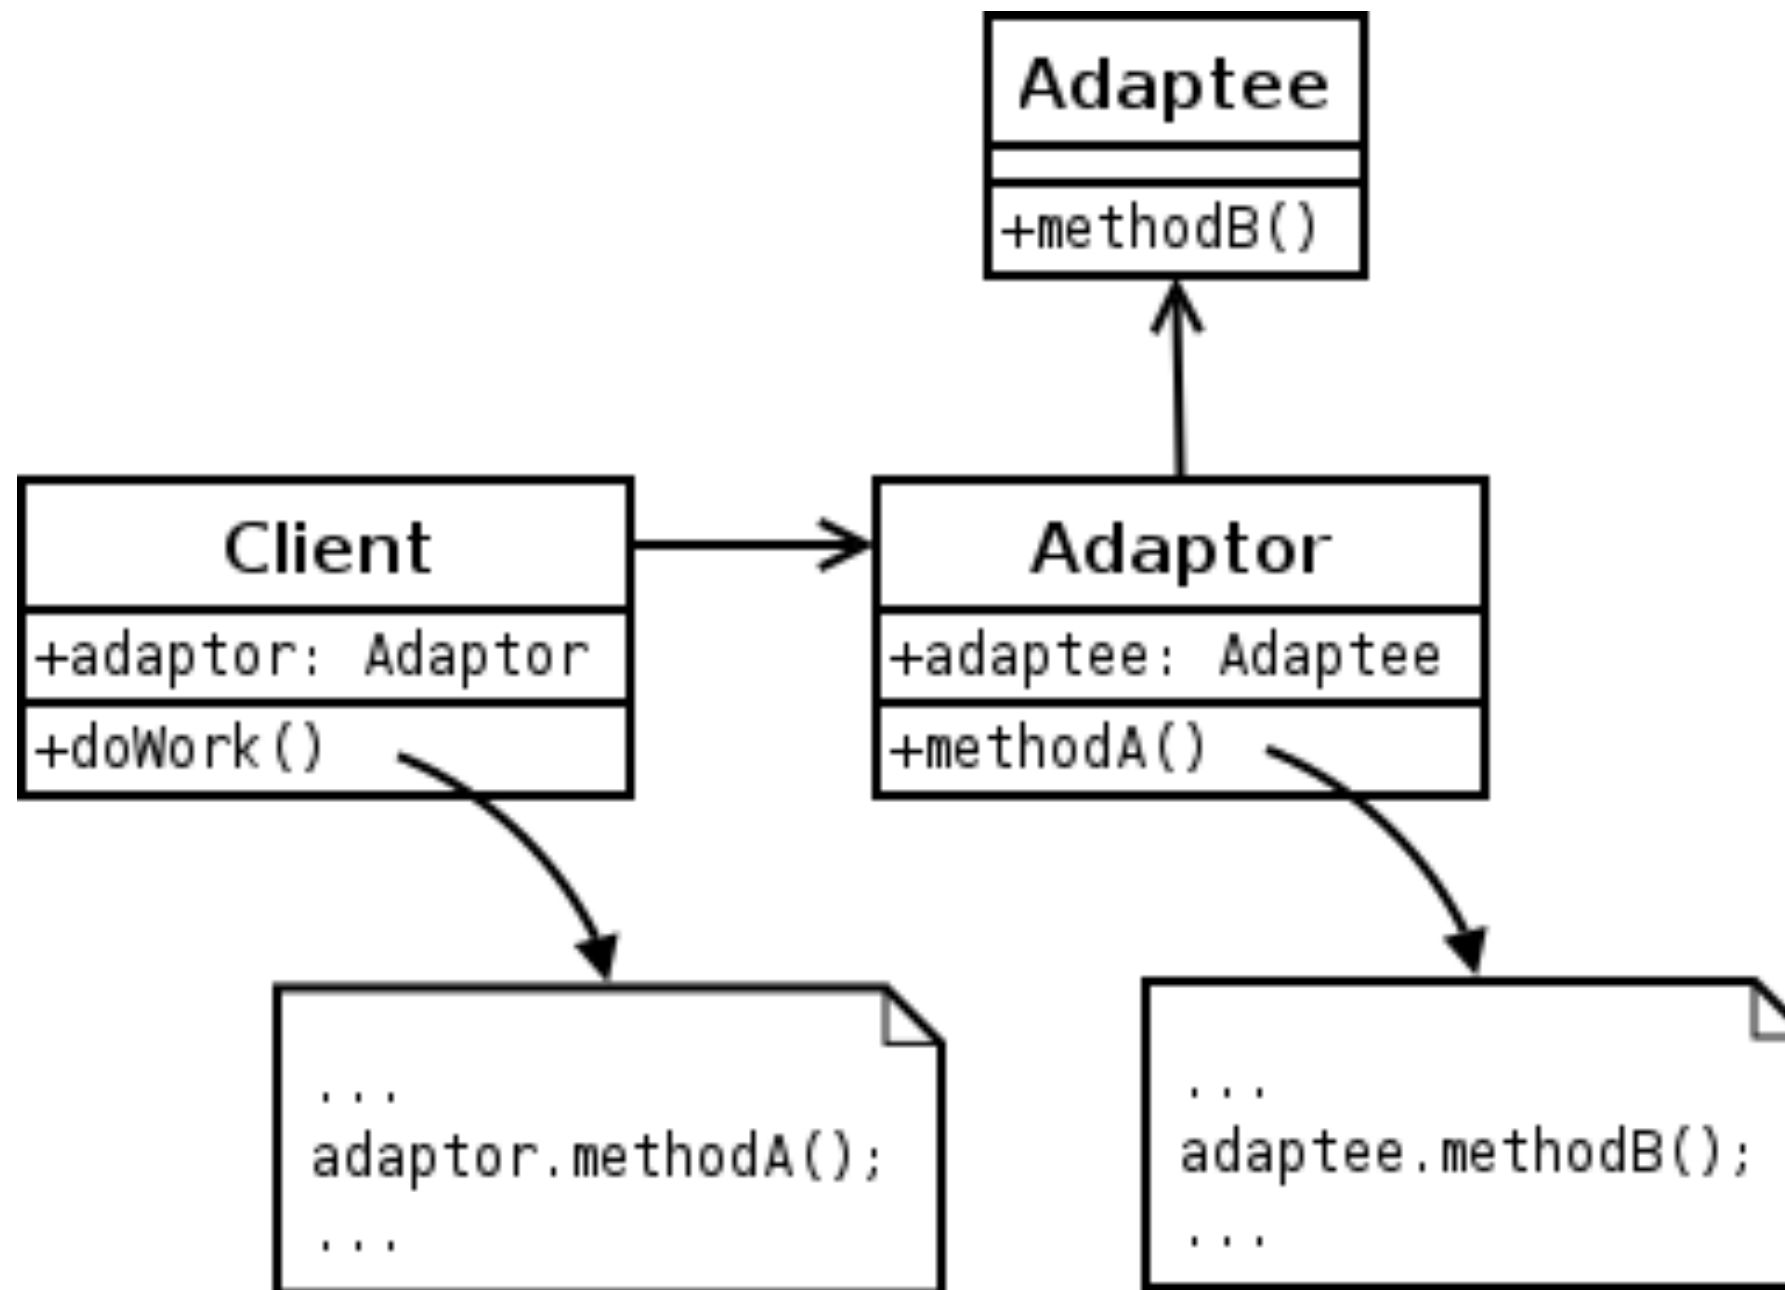 Adaptee
+methodB()
Client
+adaptor: Adaptor
+doWork()
Adaptor
+adaptee: Adaptee
+methodA()
...
adaptor.methodA();
...
...
adaptee.methodB();
...